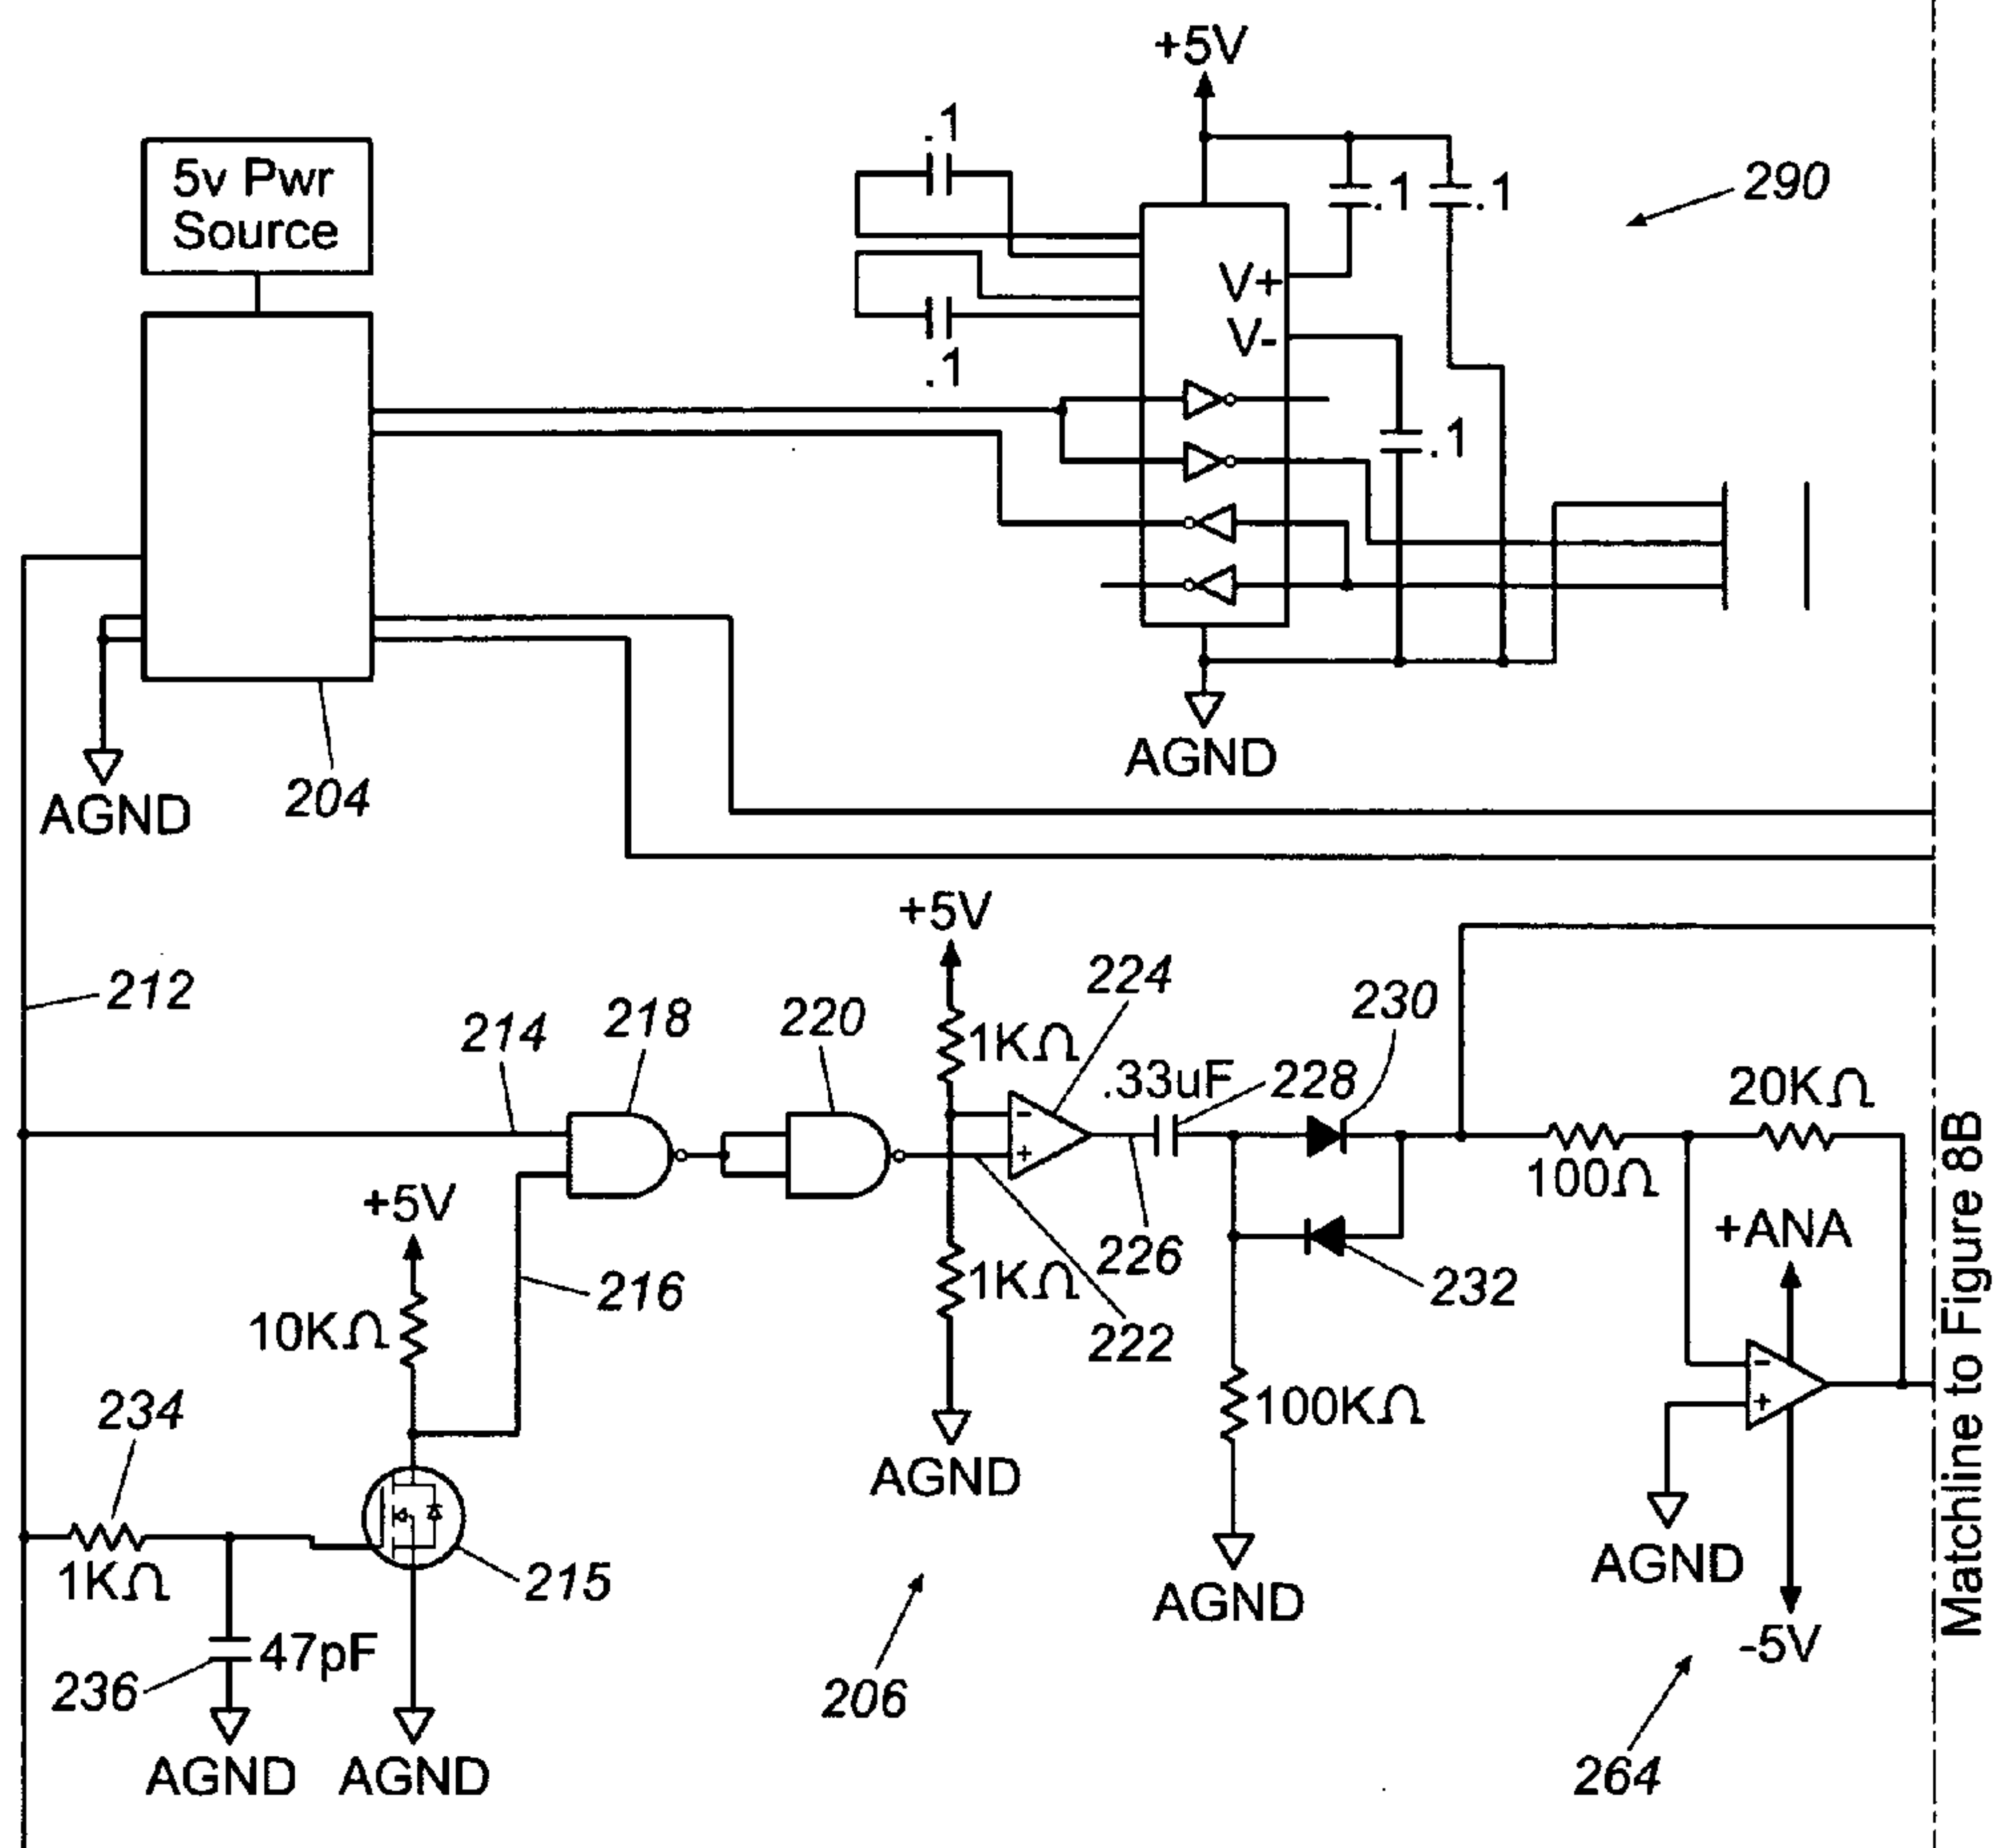 +5V
.1
5v Pwr
Source
.1
.1
290
V+
V-
.1
.1
AGND
AGND
204
+5V
212
214
218
220
224
230
1KΩ
.33uF
228
20KΩ
100Ω
+5V
216
1KΩ
226
232
+ANA
222
10KΩ
234
100KΩ
AGND
1KΩ
215
AGND
AGND
47pF
236
206
-5V
264
AGND
AGND
Matchline to Figure 8B
-
+
-
+